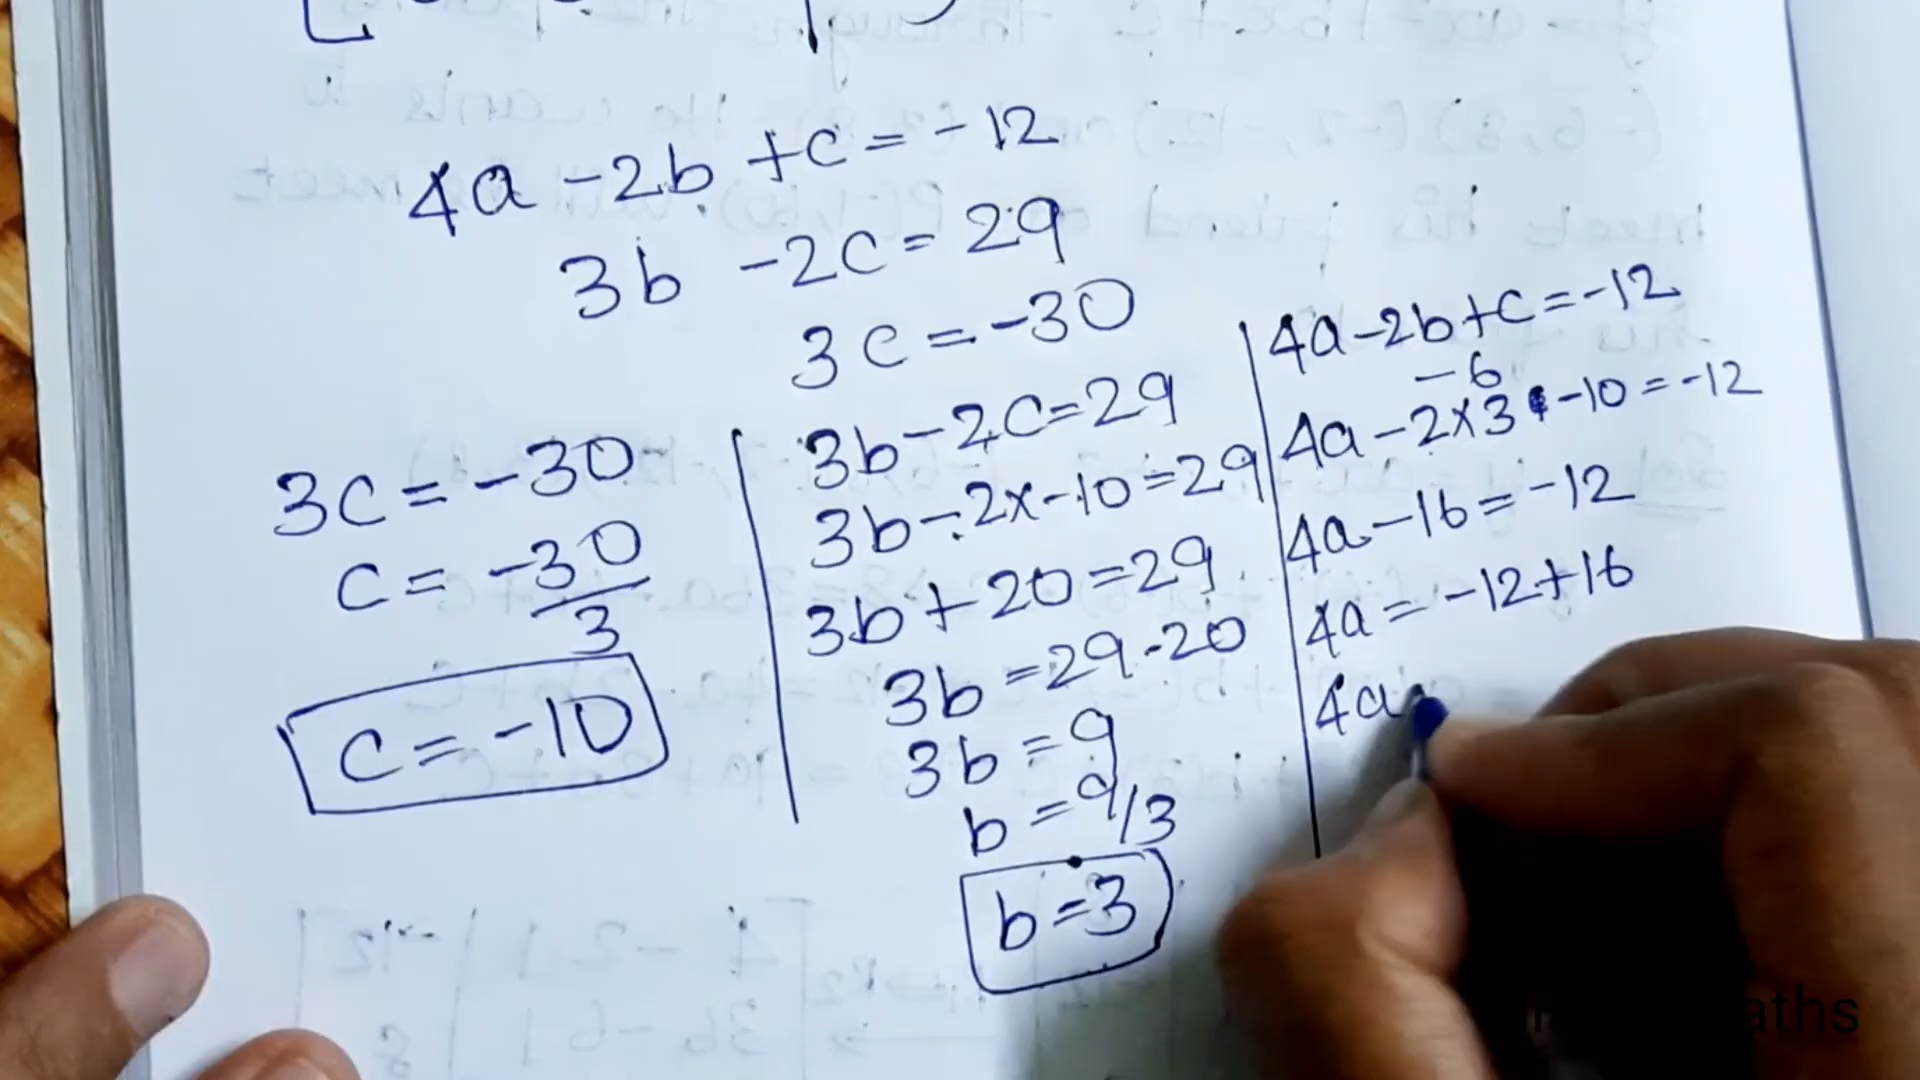 4a - 2b + c = -12
3b - 2c = 29
3c = -30
3c = -30
c = -30/3
c = -10
3b - 2c = 29
3b - 2x - 10 = 29
3b + 20 = 29
3b = 29 - 20
3b = 9
b = 9/3
b = 3
4a - 2b + c = -12
-6
4a - 2x3 - 10 = -12
4a - 16 = -12
4a = -12 + 16
4a
aths